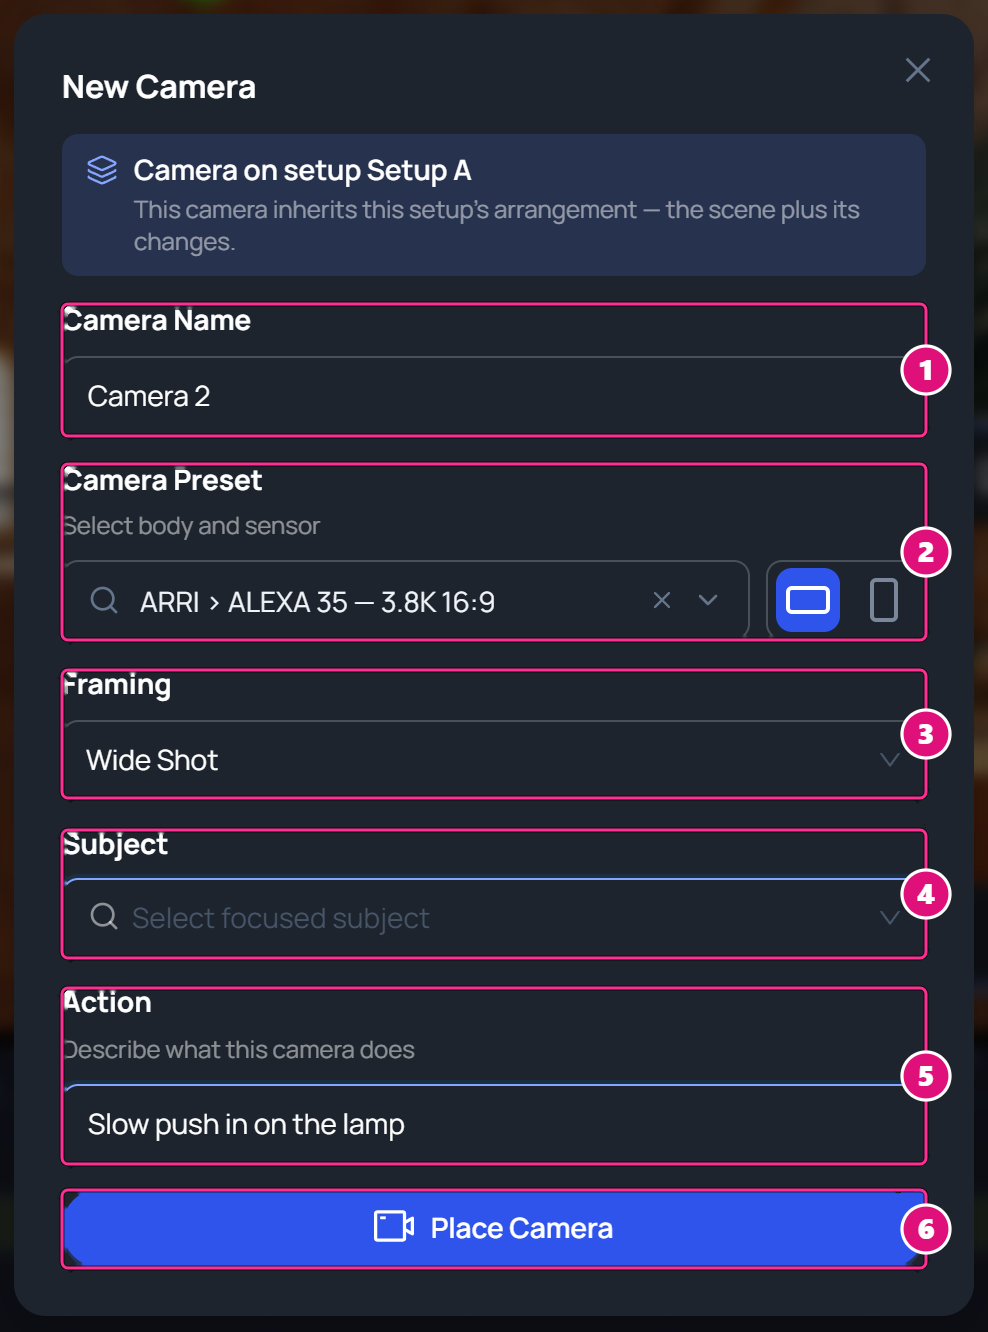 New Camera
Camera on setup Setup A
This camera inherits this setup's arrangement — the scene plus its
changes.
Camera Name
1
Camera 2
Camera Preset
Select body and sensor
2
ARRI > ALEXA 35 — 3.8K 16:9
Framing
3
Wide Shot
Subject
4
Select focused subject
Action
Describe what this camera does
5
Slow push in on the lamp
Place Camera
6